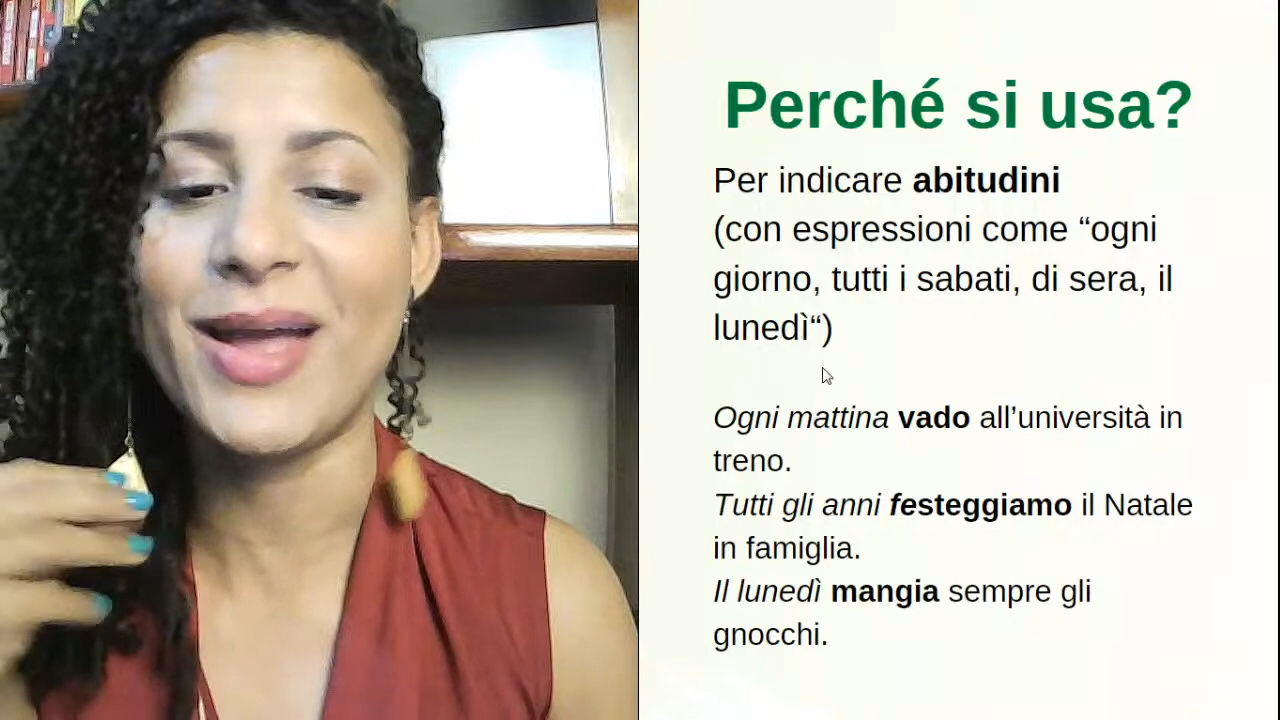 Perché si usa?
Per indicare abitudini
(con espressioni come “ogni
giorno, tutti i sabati, di sera, il
lunedì“)
Ogni mattina vado all’università in
treno.
Tutti gli anni festeggiamo il Natale
in famiglia.
Il lunedì mangia sempre gli
gnocchi.